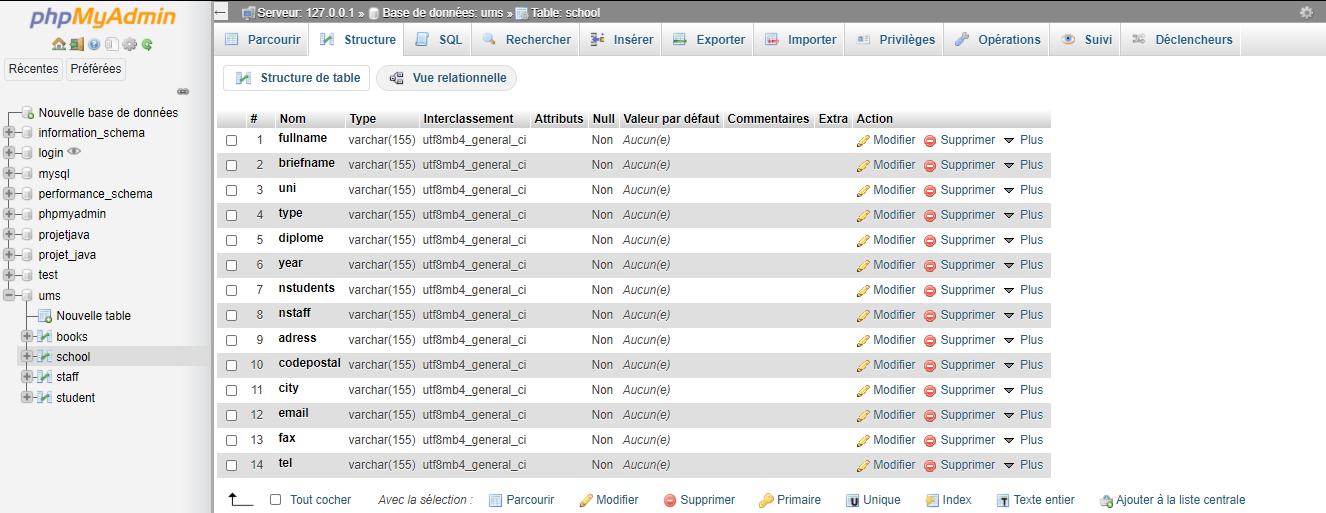 phpMyAdmin
Récentes Préférées
Nouvelle base de données
information_schema
login
mysql
performance_schema
phpmyadmin
projetjava
projet_java
test
ums
Nouvelle table
books
school
staff
student
Serveur: 127.0.0.1 » Base de données: ums » Table: school
Parcourir Structure SQL Rechercher Insérer Exporter Importer Privilèges Opérations Suivi Déclencheurs
Structure de table Vue relationnelle
# Nom Type Interclassement Attributs Null Valeur par défaut Commentaires Extra Action
1 fullname varchar(155) utf8mb4_general_ci Non Aucun(e) Modifier Supprimer Plus
2 briefname varchar(155) utf8mb4_general_ci Non Aucun(e) Modifier Supprimer Plus
3 uni varchar(155) utf8mb4_general_ci Non Aucun(e) Modifier Supprimer Plus
4 type varchar(155) utf8mb4_general_ci Non Aucun(e) Modifier Supprimer Plus
5 diplome varchar(155) utf8mb4_general_ci Non Aucun(e) Modifier Supprimer Plus
6 year varchar(155) utf8mb4_general_ci Non Aucun(e) Modifier Supprimer Plus
7 nstudents varchar(155) utf8mb4_general_ci Non Aucun(e) Modifier Supprimer Plus
8 nstaff varchar(155) utf8mb4_general_ci Non Aucun(e) Modifier Supprimer Plus
9 adress varchar(155) utf8mb4_general_ci Non Aucun(e) Modifier Supprimer Plus
10 codepostal varchar(155) utf8mb4_general_ci Non Aucun(e) Modifier Supprimer Plus
11 city varchar(155) utf8mb4_general_ci Non Aucun(e) Modifier Supprimer Plus
12 email varchar(155) utf8mb4_general_ci Non Aucun(e) Modifier Supprimer Plus
13 fax varchar(155) utf8mb4_general_ci Non Aucun(e) Modifier Supprimer Plus
14 tel varchar(155) utf8mb4_general_ci Non Aucun(e) Modifier Supprimer Plus
Tout cocher Avec la sélection : Parcourir Modifier Supprimer Primaire Unique Index Texte entier Ajouter à la liste centrale